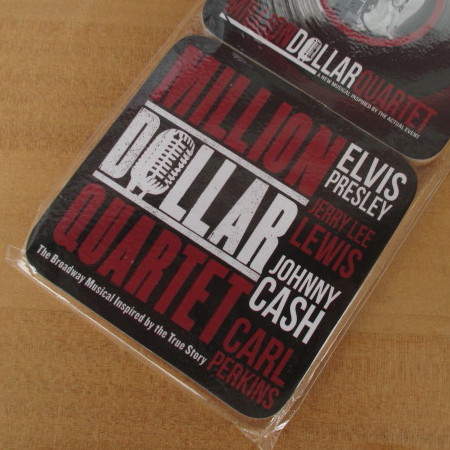 MILLION
DOLLAR
QUARTET
A NEW MUSICAL INSPIRED BY THE ACTUAL EVENT
MILLION
DOLLAR
QUARTET
ELVIS
PRESLEY
JERRY LEE
LEWIS
JOHNNY
CASH
CARL
PERKINS
The Broadway Musical Inspired by the True Story